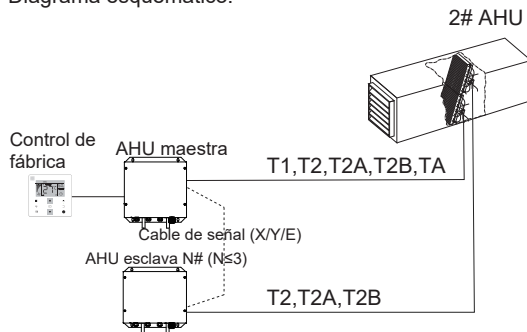 Diagrama esquemático:
2# AHU
Control de
fábrica
AHU maestra
T1,T2,T2A,T2B,TA
Cable de señal (X/Y/E)
AHU esclava N# (N≤3)
T2,T2A,T2B